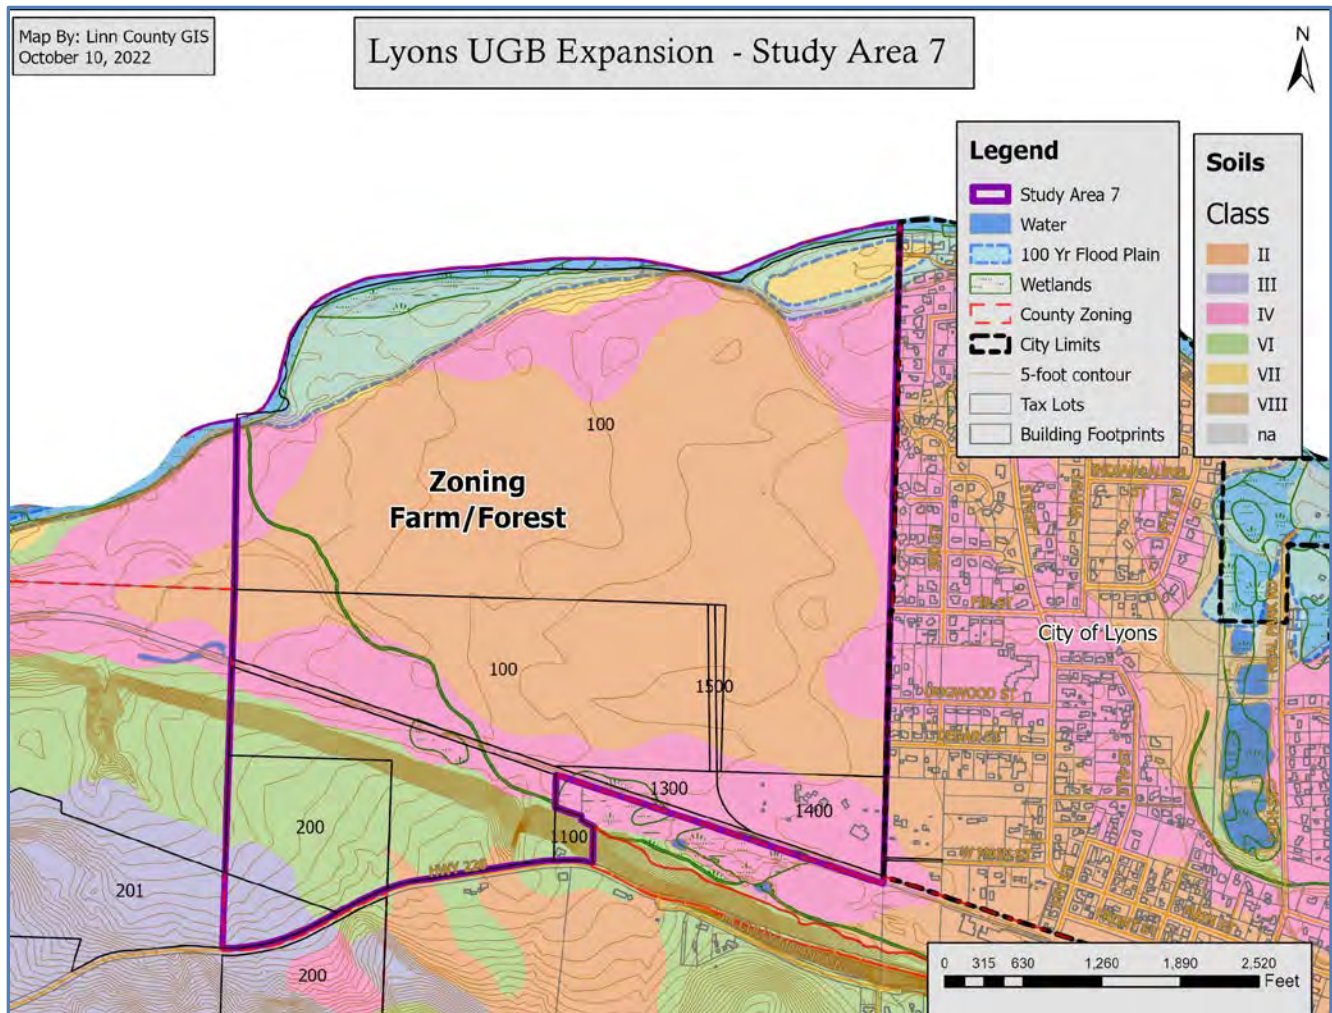 Map By: Linn County GIS
October 10, 2022
Lyons UGB Expansion - Study Area 7
N
Legend
Study Area 7
Water
100 Yr Flood Plain
Wetlands
County Zoning
City Limits
5-foot contour
Tax Lots
Building Footprints
Soils
Class
II
III
IV
VI
VII
VIII
na
100
Zoning
Farm/Forest
City of Lyons
100
1500
1300
1400
1100
200
HWY 226
201
200
0 315 630 1,260 1,890 2,520
Feet